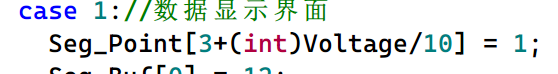 case 1://数据显示界面
Seg_Point[3+(int)Voltage/10] = 1;